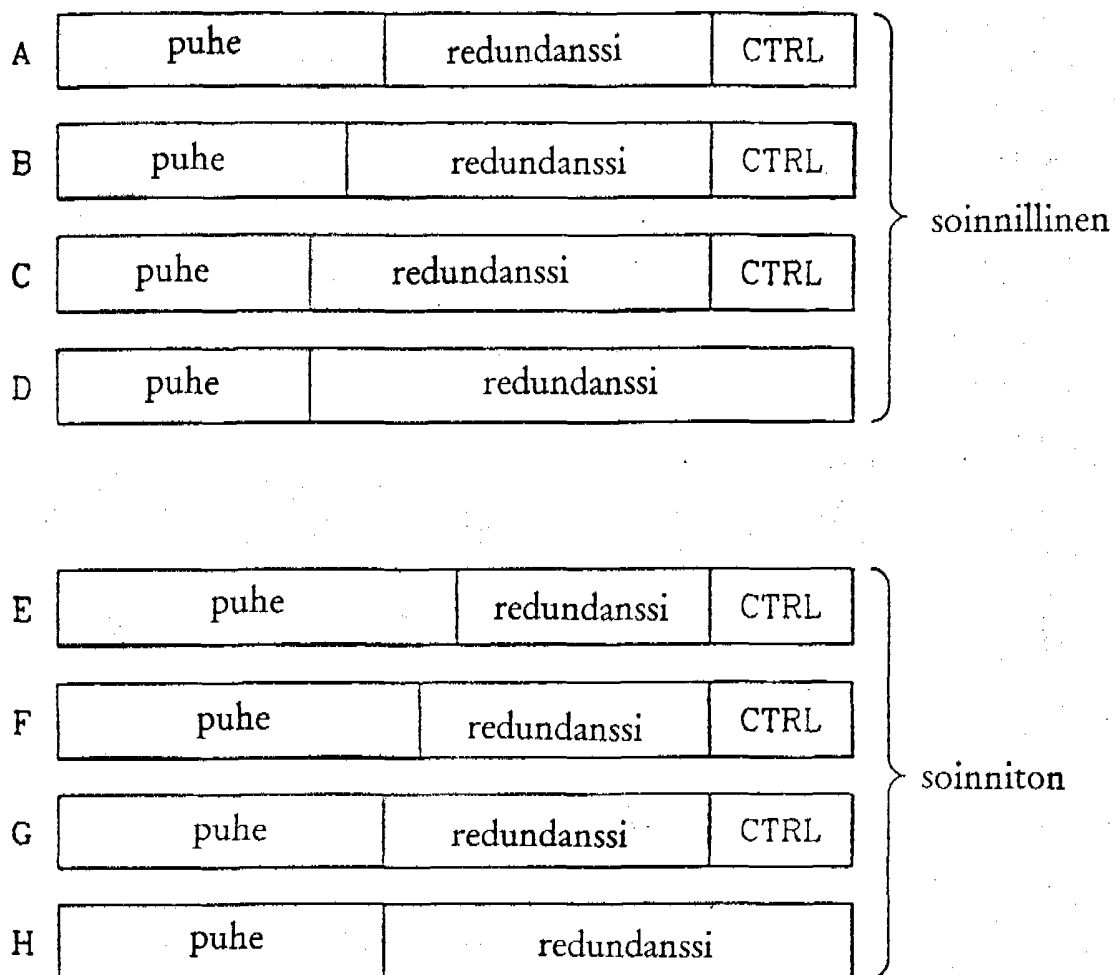 A puhe redundanssi CTRL
B puhe redundanssi CTRL
soinnillinen
C puhe redundanssi CTRL
D puhe redundanssi
E puhe redundanssi CTRL
F puhe redundanssi CTRL
soinniton
G puhe redundanssi CTRL
H puhe redundanssi